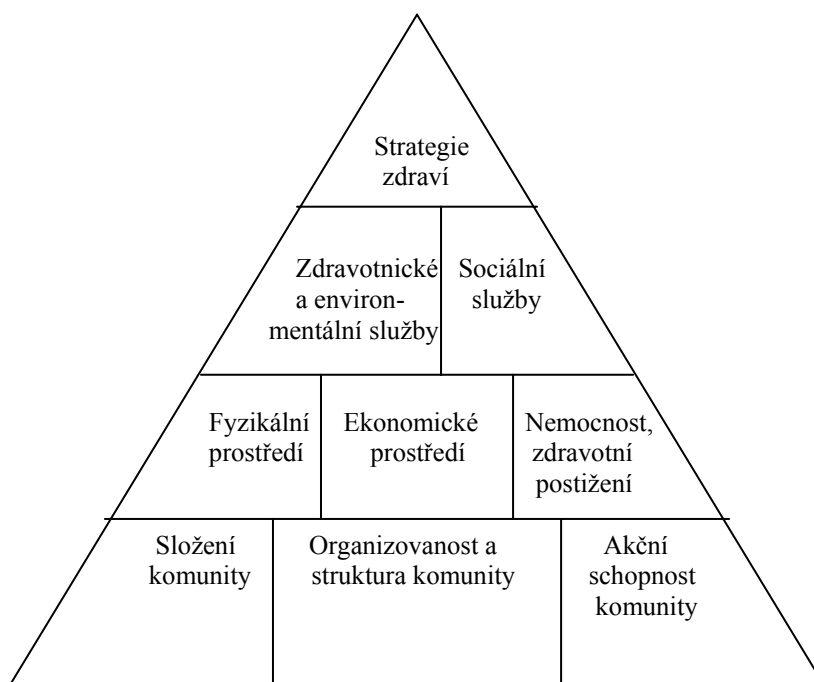 Strategie
zdraví
Zdravotnické
a environ-
mentální služby
Sociální
služby
Fyzikální
prostředí
Ekonomické
prostředí
Nemocnost,
zdravotní
postižení
Složení
komunity
Organizovanost a
struktura komunity
Akční
schopnost
komunity